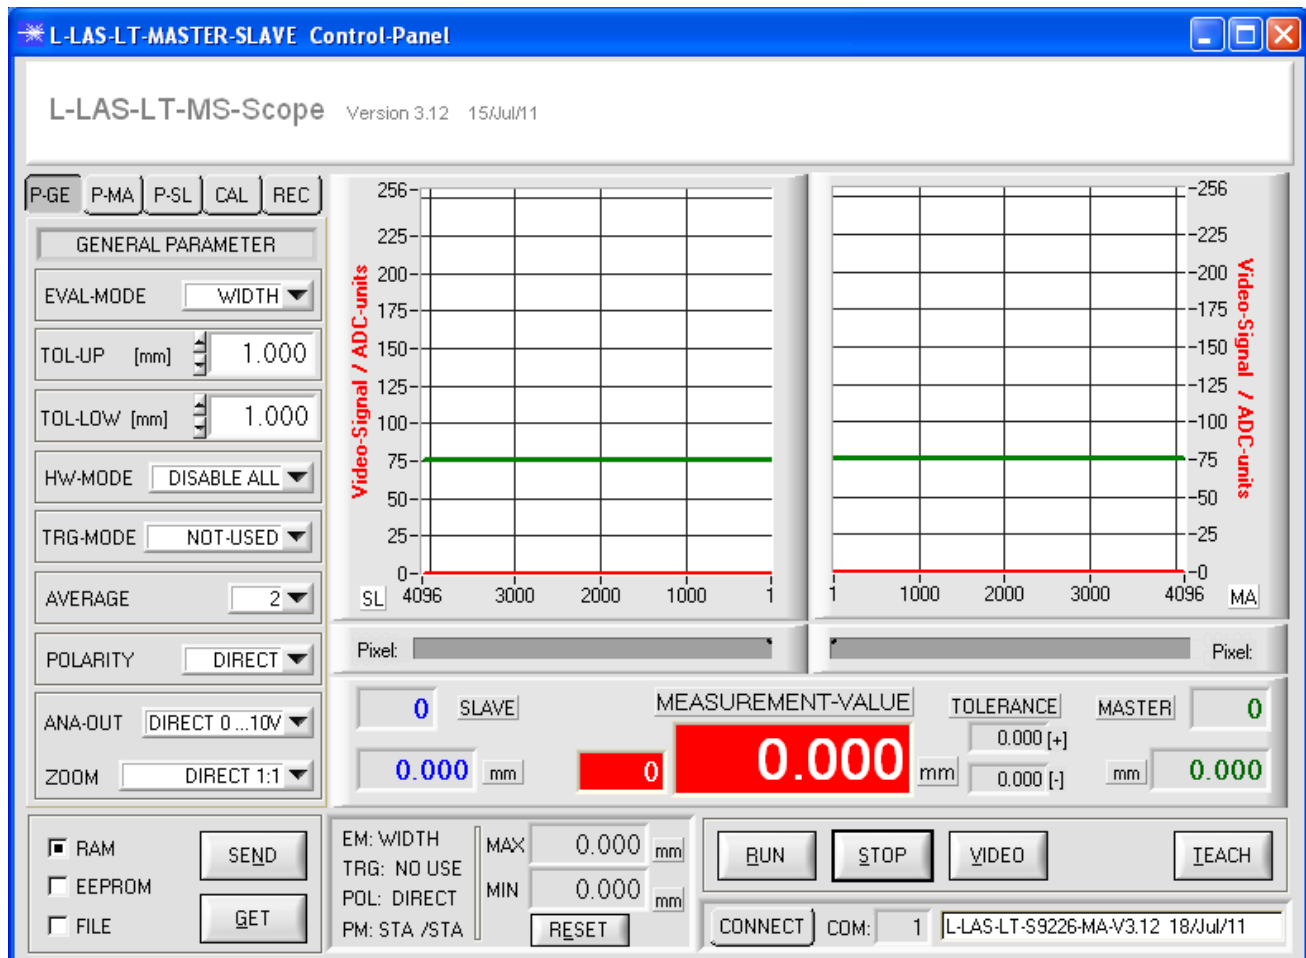 L-LAS-LT-MASTER-SLAVE Control-Panel
L-LAS-LT-MS-Scope Version 3.12 15/Jul/11
P-GE P-MA P-SL CAL REC
GENERAL PARAMETER
EVAL-MODE WIDTH
TOL-UP [mm] 1.000
TOL-LOW [mm] 1.000
HW-MODE DISABLE ALL
TRG-MODE NOT-USED
AVERAGE 2
POLARITY DIRECT
ANA-OUT DIRECT 0...10V
ZOOM DIRECT 1:1
RAM
EEPROM
FILE
SEND
GET
Video-Signal / ADC-units
256
225
200
175
150
125
100
75
50
25
0
SL 4096 3000 2000 1000 1
256
225
200
175
150
125
100
75
50
25
0
Video-Signal / ADC-units
1 1000 2000 3000 4096 MA
Pixel:
Pixel:
0 SLAVE
0.000 mm
MEASUREMENT-VALUE
0 0.000 mm
TOLERANCE
0.000 [+]
0.000 [-]
MASTER 0
mm 0.000
EM: WIDTH
TRG: NO USE
POL: DIRECT
PM: STA /STA
MAX 0.000 mm
MIN 0.000 mm
RESET
RUN STOP VIDEO TEACH
CONNECT COM: 1 L-LAS-LT-S9226-MA-V3.12 18/Jul/11